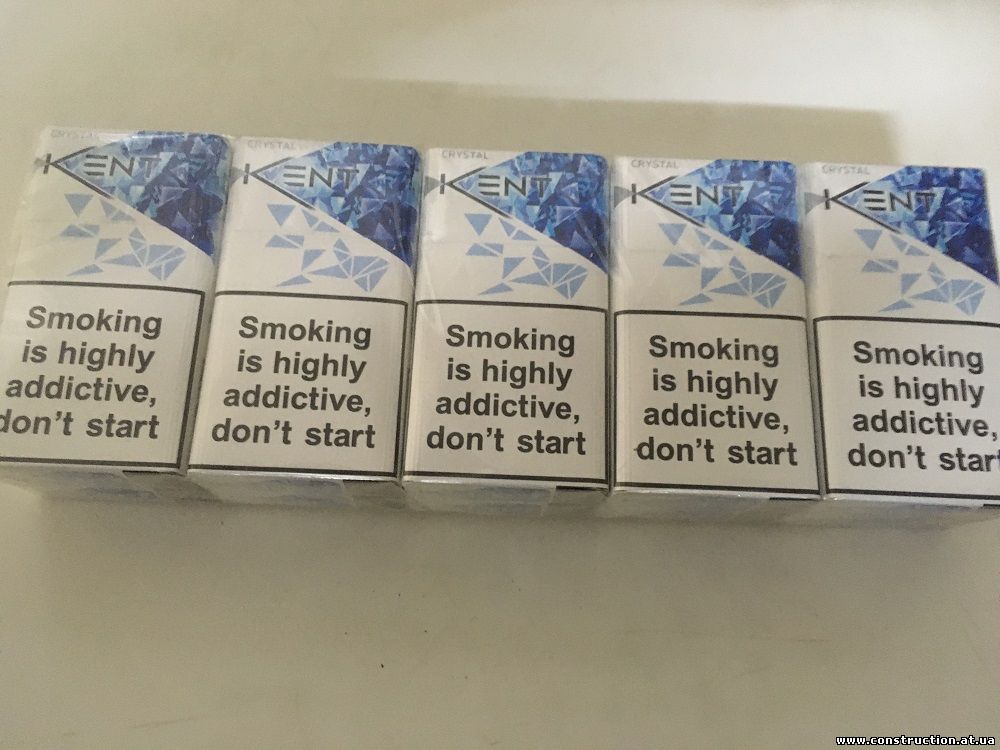 CRYSTAL
KENT
Smoking
is highly
addictive,
don't start
CRYSTAL
KENT
Smoking
is highly
addictive,
don't start
CRYSTAL
KENT
Smoking
is highly
addictive,
don't start
CRYSTAL
KENT
Smoking
is highly
addictive,
don't start
CRYSTAL
KENT
Smoking
is highly
addictive,
don't start
www.construction.at.ua